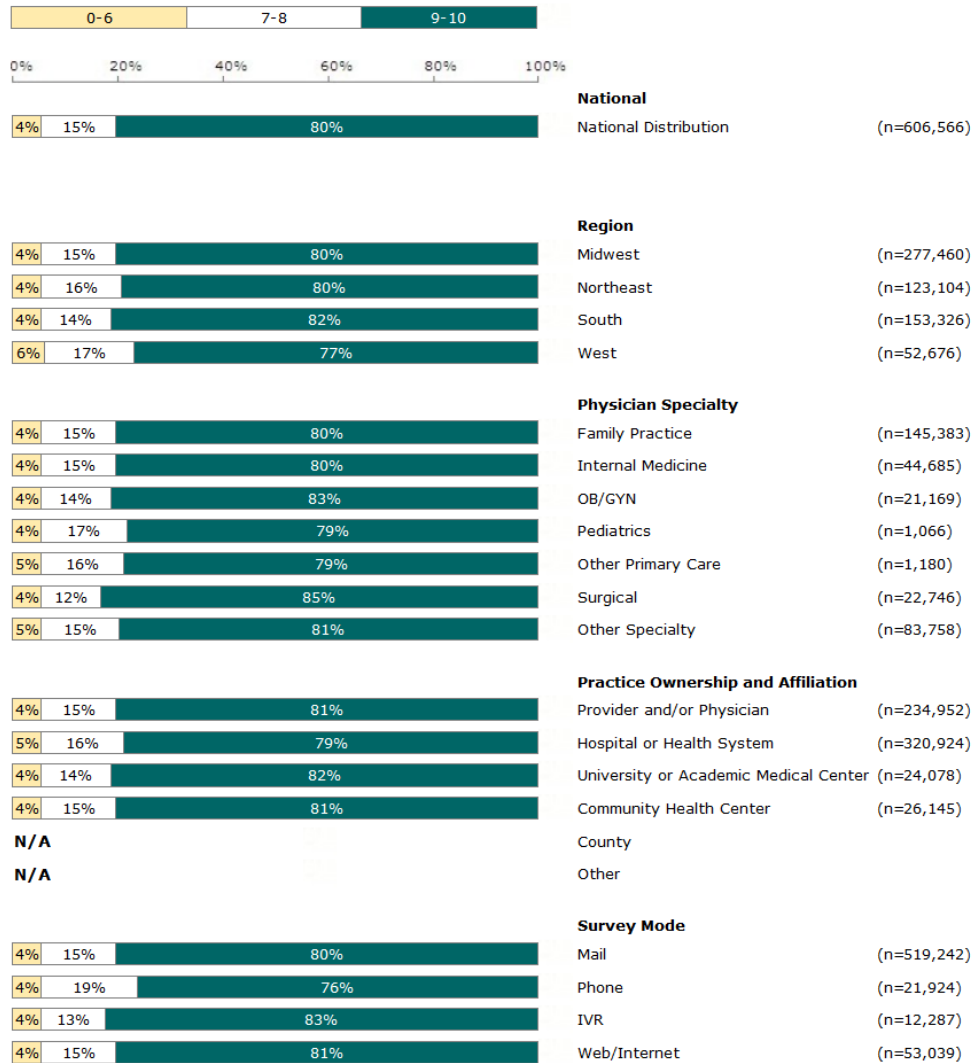 0-6 7-8 9-10
0% 20% 40% 60% 80% 100%
National
4% 15% 80% National Distribution (n=606,566)
Region
4% 15% 80% Midwest (n=277,460)
4% 16% 80% Northeast (n=123,104)
4% 14% 82% South (n=153,326)
6% 17% 77% West (n=52,676)
Physician Specialty
4% 15% 80% Family Practice (n=145,383)
4% 15% 80% Internal Medicine (n=44,685)
4% 14% 83% OB/GYN (n=21,169)
4% 17% 79% Pediatrics (n=1,066)
5% 16% 79% Other Primary Care (n=1,180)
4% 12% 85% Surgical (n=22,746)
5% 15% 81% Other Specialty (n=83,758)
Practice Ownership and Affiliation
4% 15% 81% Provider and/or Physician (n=234,952)
5% 16% 79% Hospital or Health System (n=320,924)
4% 14% 82% University or Academic Medical Center (n=24,078)
4% 15% 81% Community Health Center (n=26,145)
N/A County
N/A Other
Survey Mode
4% 15% 80% Mail (n=519,242)
4% 19% 76% Phone (n=21,924)
4% 13% 83% IVR (n=12,287)
4% 15% 81% Web/Internet (n=53,039)